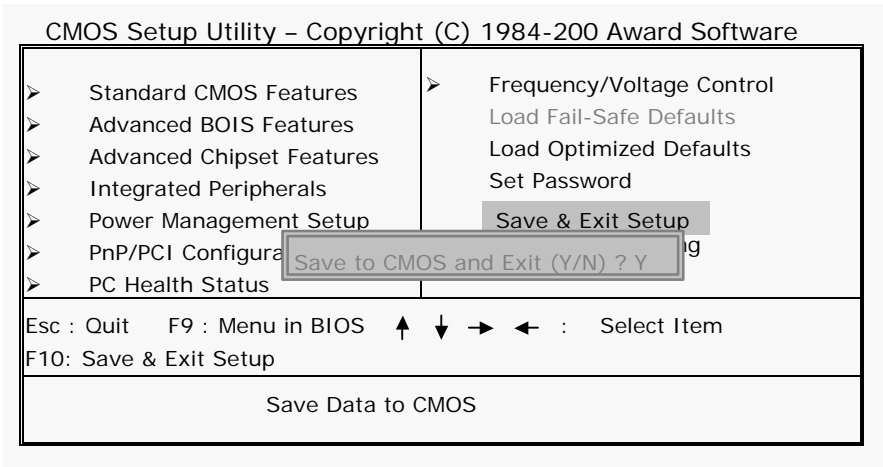 CMOS Setup Utility – Copyright (C) 1984-200 Award Software
➢ Standard CMOS Features
➢ Advanced BOIS Features
➢ Advanced Chipset Features
➢ Integrated Peripherals
➢ Power Management Setup
➢ PnP/PCI Configura
➢ PC Health Status
➢ Frequency/Voltage Control
Load Fail-Safe Defaults
Load Optimized Defaults
Set Password
Save & Exit Setup
Save to CMOS and Exit (Y/N) ? Y
Esc : Quit F9 : Menu in BIOS ↑ ↓ → ← : Select Item
F10: Save & Exit Setup
Save Data to CMOS